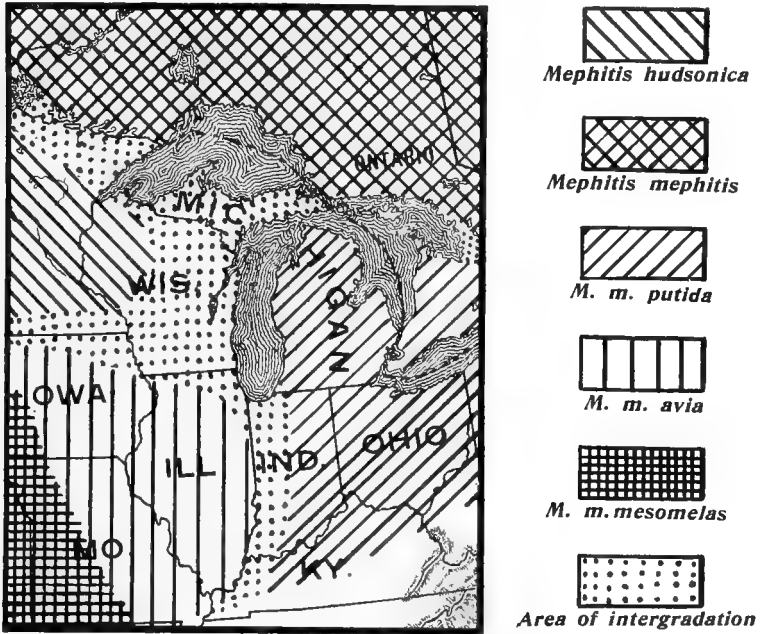 ONTARIO
MIC
HIGAN
WIS.
OWA
ILL
IND.
OHIO
MO
KY.
Mephitis hudsonica
Mephitis mephitis
M. m. putida
M. m. avia
M. m. mesomelas
Area of intergradation